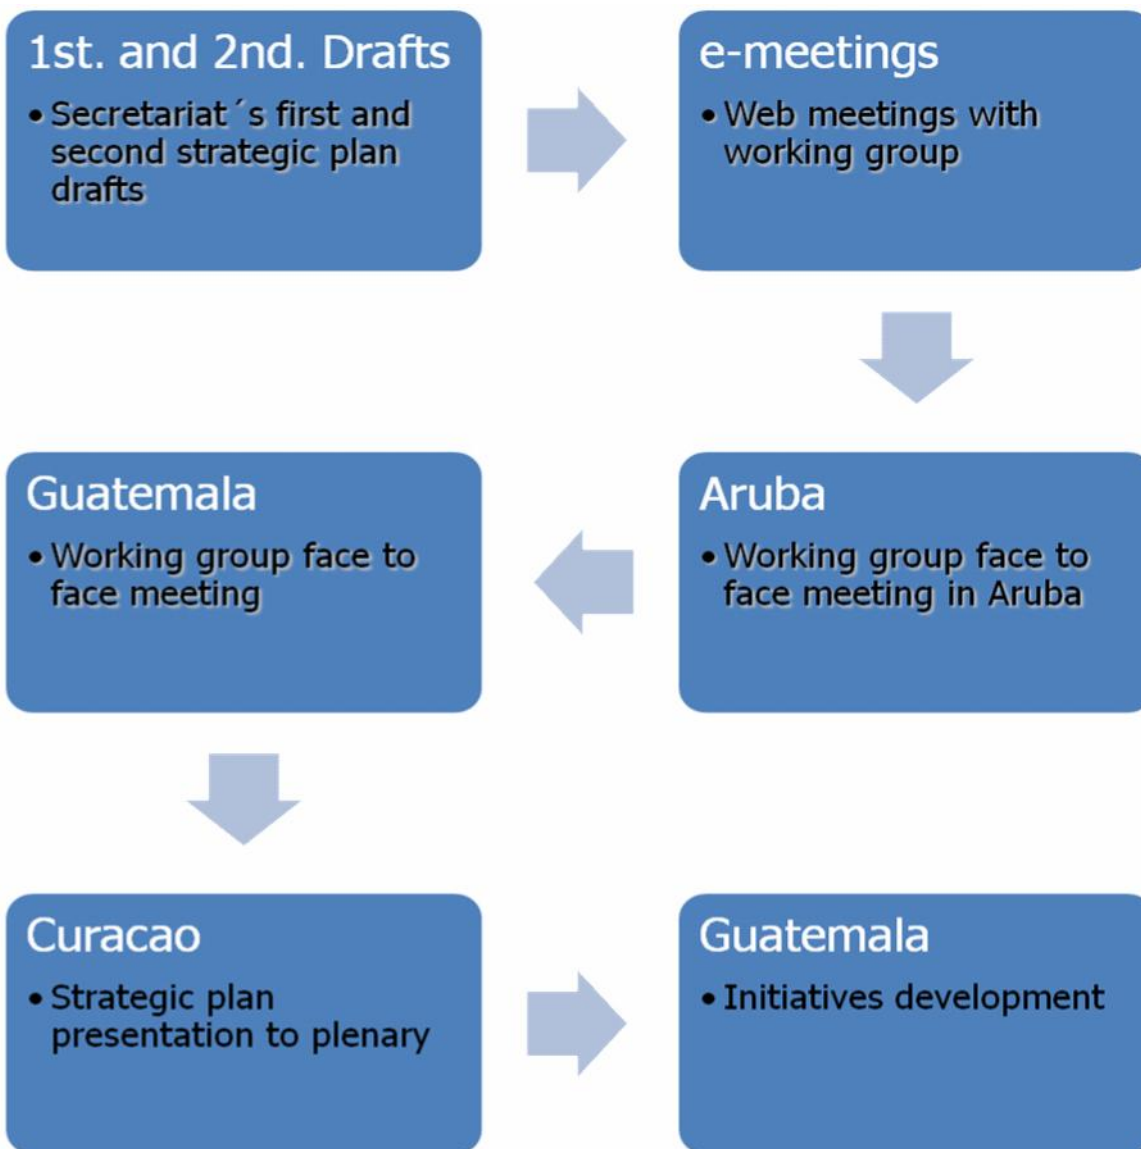 1st. and 2nd. Drafts
• Secretariat´s first and
second strategic plan
drafts
e-meetings
• Web meetings with
working group
Aruba
• Working group face to
face meeting in Aruba
Guatemala
• Working group face to
face meeting
Curacao
• Strategic plan
presentation to plenary
Guatemala
• Initiatives development